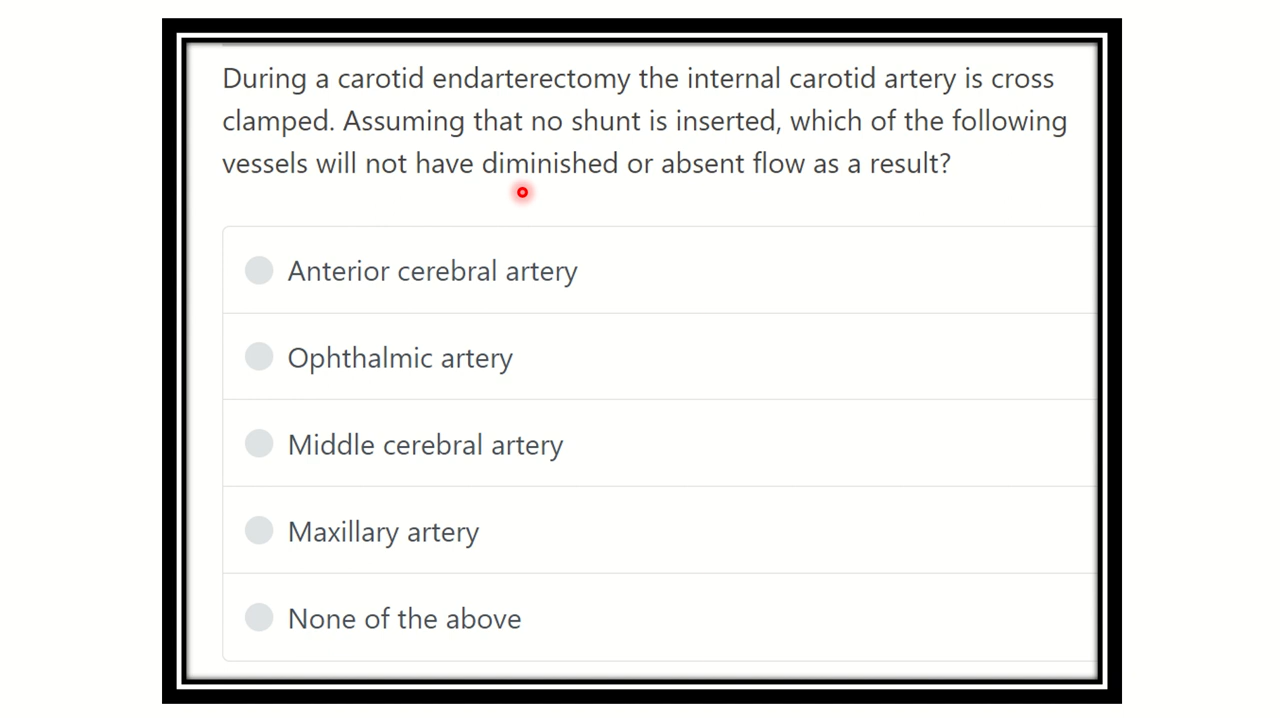 During a carotid endarterectomy the internal carotid artery is cross
clamped. Assuming that no shunt is inserted, which of the following
vessels will not have diminished or absent flow as a result?
Anterior cerebral artery
Ophthalmic artery
Middle cerebral artery
Maxillary artery
None of the above